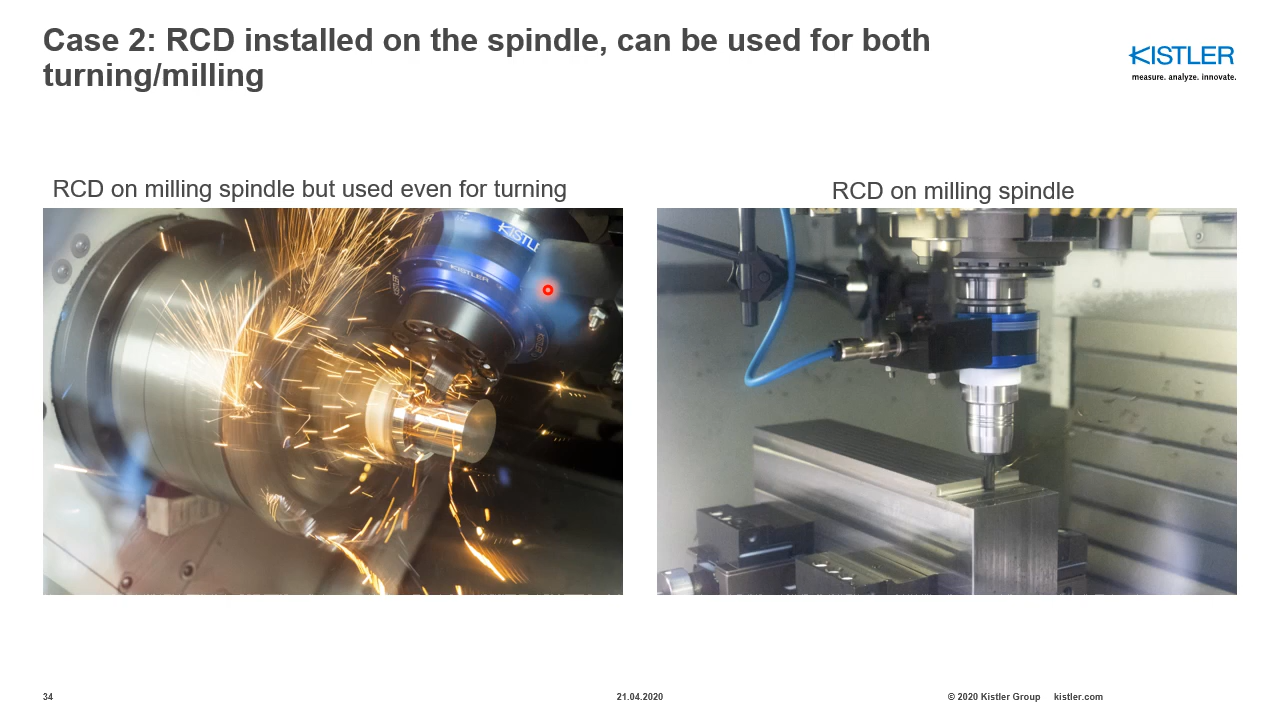 Case 2: RCD installed on the spindle, can be used for both
turning/milling
KISTLER
measure. analyze. innovate.
RCD on milling spindle but used even for turning
RCD on milling spindle
KISTLER
34
21.04.2020
© 2020 Kistler Group kistler.com